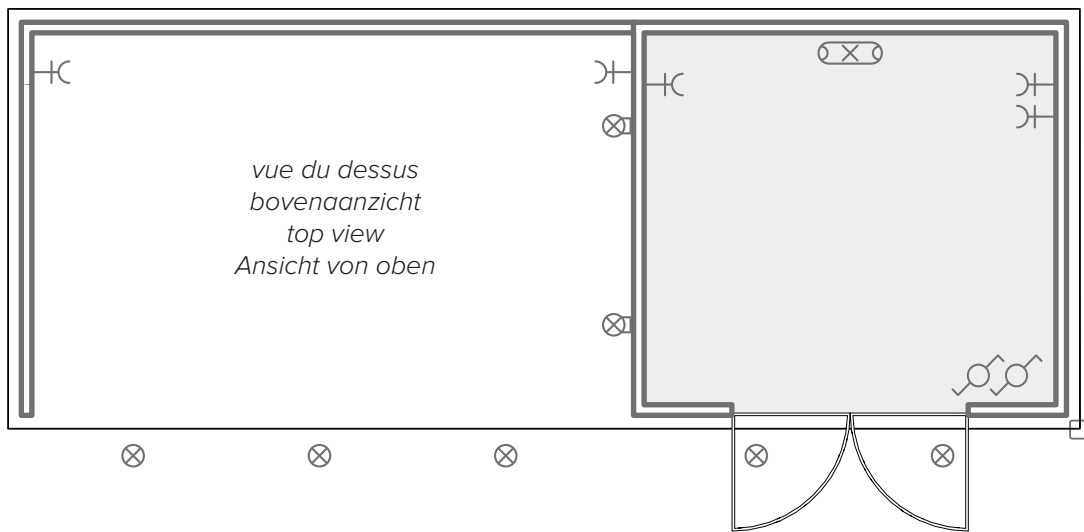 vue du dessus
bovenaanzicht
top view
Ansicht von oben